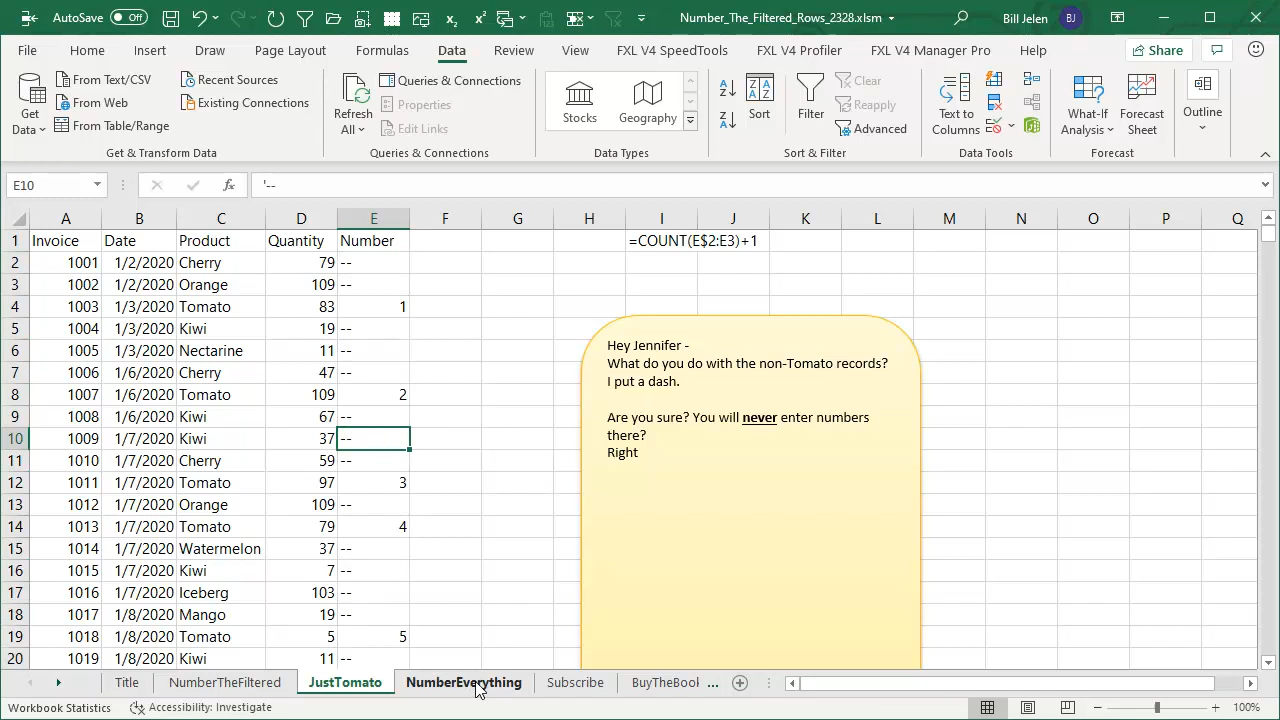 AutoSave Off Number_The_Filtered_Rows_2328.xlsm Bill Jelen BJ
File Home Insert Draw Page Layout Formulas Data Review View FXL V4 SpeedTools FXL V4 Profiler FXL V4 Manager Pro Help Share
Get Data
From Text/CSV
From Web
From Table/Range
Recent Sources
Existing Connections
Get & Transform Data
Refresh All
Queries & Connections
Properties
Edit Links
Queries & Connections
Stocks
Geography
Data Types
Sort
Filter
Clear
Reapply
Advanced
Sort & Filter
Text to Columns
Data Tools
What-If Analysis
Forecast Sheet
Forecast
Outline
E10 fx '--
A B C D E F G H I J K L M N O P Q
1 Invoice Date Product Quantity Number =COUNT(E$2:E3)+1
2 1001 1/2/2020 Cherry 79 --
3 1002 1/2/2020 Orange 109 --
4 1003 1/3/2020 Tomato 83 1
5 1004 1/3/2020 Kiwi 19 --
6 1005 1/3/2020 Nectarine 11 --
7 1006 1/6/2020 Cherry 47 --
8 1007 1/6/2020 Tomato 109 2
9 1008 1/6/2020 Kiwi 67 --
10 1009 1/7/2020 Kiwi 37 --
11 1010 1/7/2020 Cherry 59 --
12 1011 1/7/2020 Tomato 97 3
13 1012 1/7/2020 Orange 109 --
14 1013 1/7/2020 Tomato 79 4
15 1014 1/7/2020 Watermelon 37 --
16 1015 1/7/2020 Kiwi 7 --
17 1016 1/7/2020 Iceberg 103 --
18 1017 1/8/2020 Mango 19 --
19 1018 1/8/2020 Tomato 5 5
20 1019 1/8/2020 Kiwi 11 --
Hey Jennifer -
What do you do with the non-Tomato records?
I put a dash.
Are you sure? You will never enter numbers
there?
Right
Title NumberTheFiltered JustTomato NumberEverything Subscribe BuyTheBook ...
Workbook Statistics Accessibility: Investigate 100%